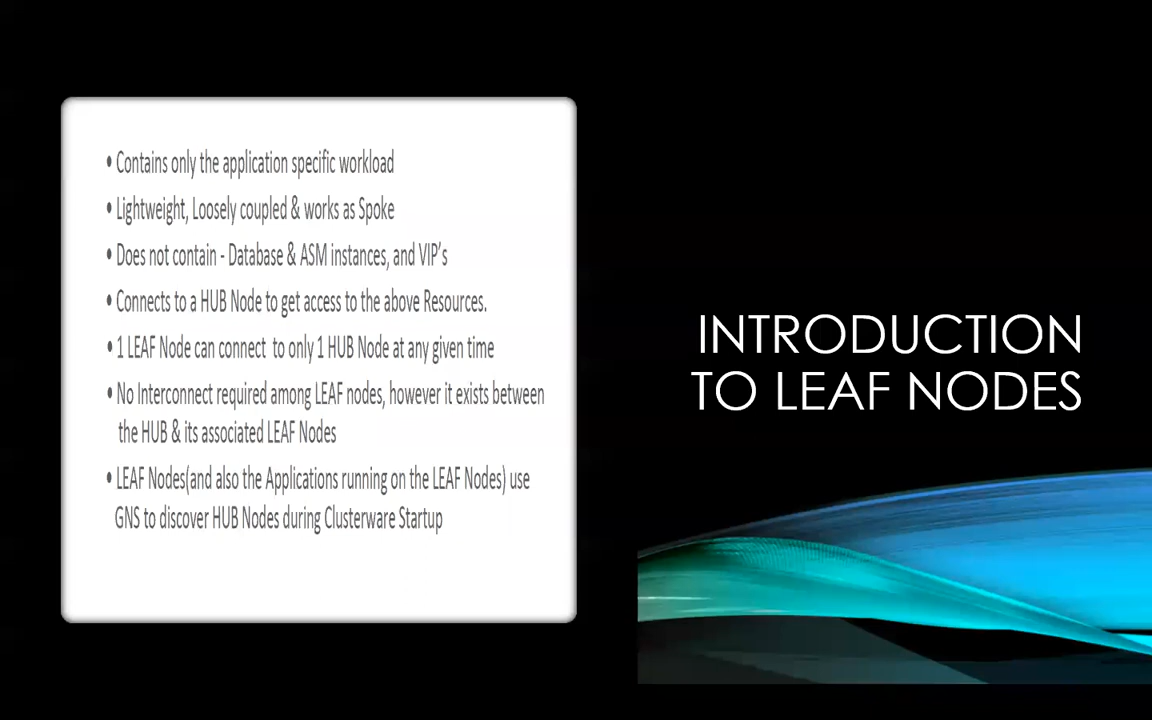 • Contains only the application specific workload
• Lightweight, Loosely coupled & works as Spoke
• Does not contain - Database & ASM instances, and VIP's
• Connects to a HUB Node to get access to the above Resources.
• 1 LEAF Node can connect to only 1 HUB Node at any given time
• No Interconnect required among LEAF nodes, however it exists between
the HUB & its associated LEAF Nodes
• LEAF Nodes(and also the Applications running on the LEAF Nodes) use
GNS to discover HUB Nodes during Clusterware Startup
INTRODUCTION
TO LEAF NODES